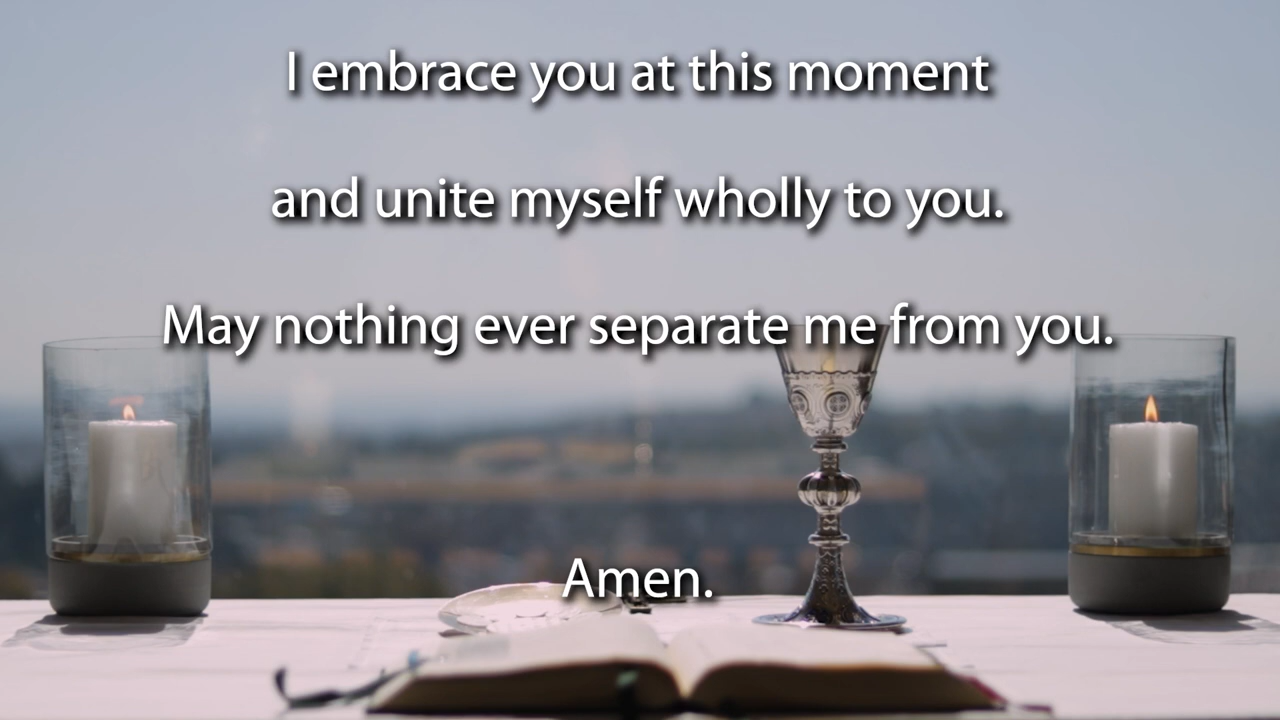 I embrace you at this moment
and unite myself wholly to you.
May nothing ever separate me from you.
Amen.